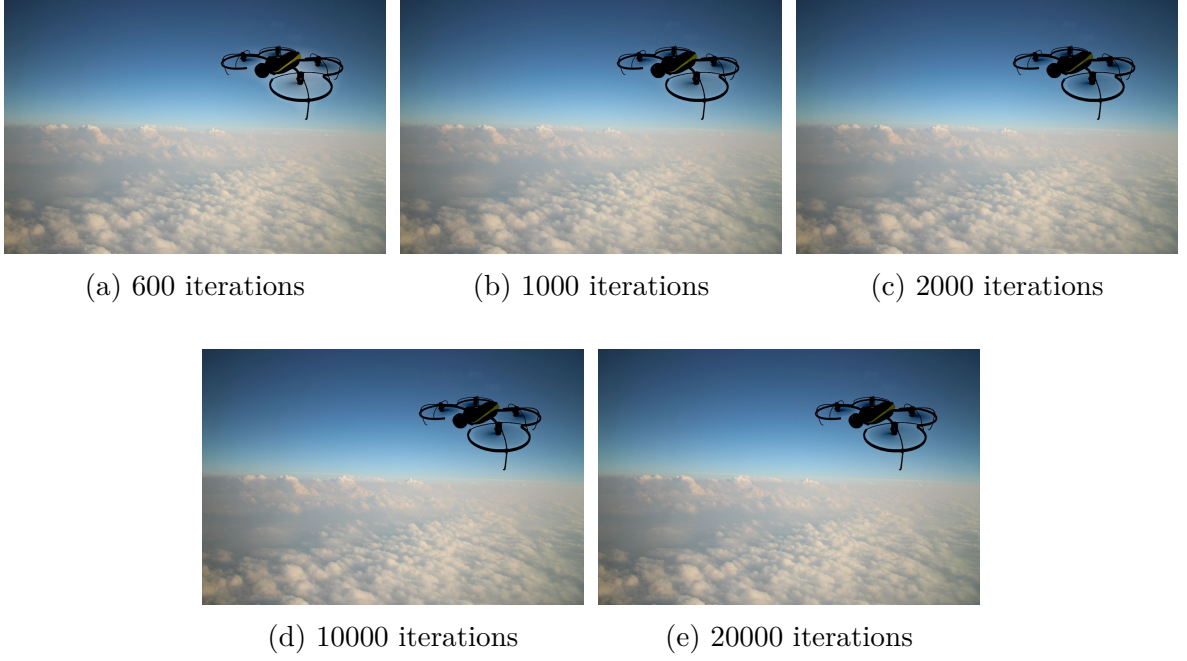 (a) 600 iterations
(b) 1000 iterations
(c) 2000 iterations
(d) 10000 iterations
(e) 20000 iterations